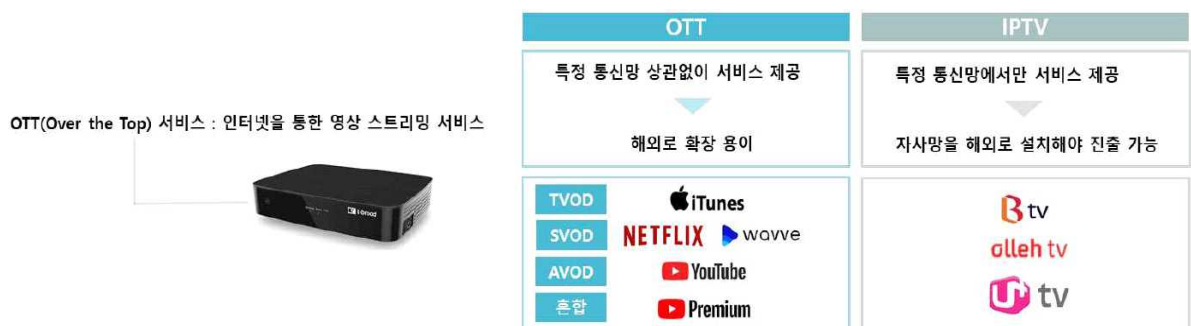 OTT
IPTV
특정 통신망 상관없이 서비스 제공
특정 통신망에서만 서비스 제공
OTT(Over the Top) 서비스 : 인터넷을 통한 영상 스트리밍 서비스
해외로 확장 용이
자사망을 해외로 설치해야 진출 가능
TVOD
iTunes
SVOD
NETFLIX
wavve
AVOD
YouTube
혼합
Premium
B tv
olleh tv
U+ tv